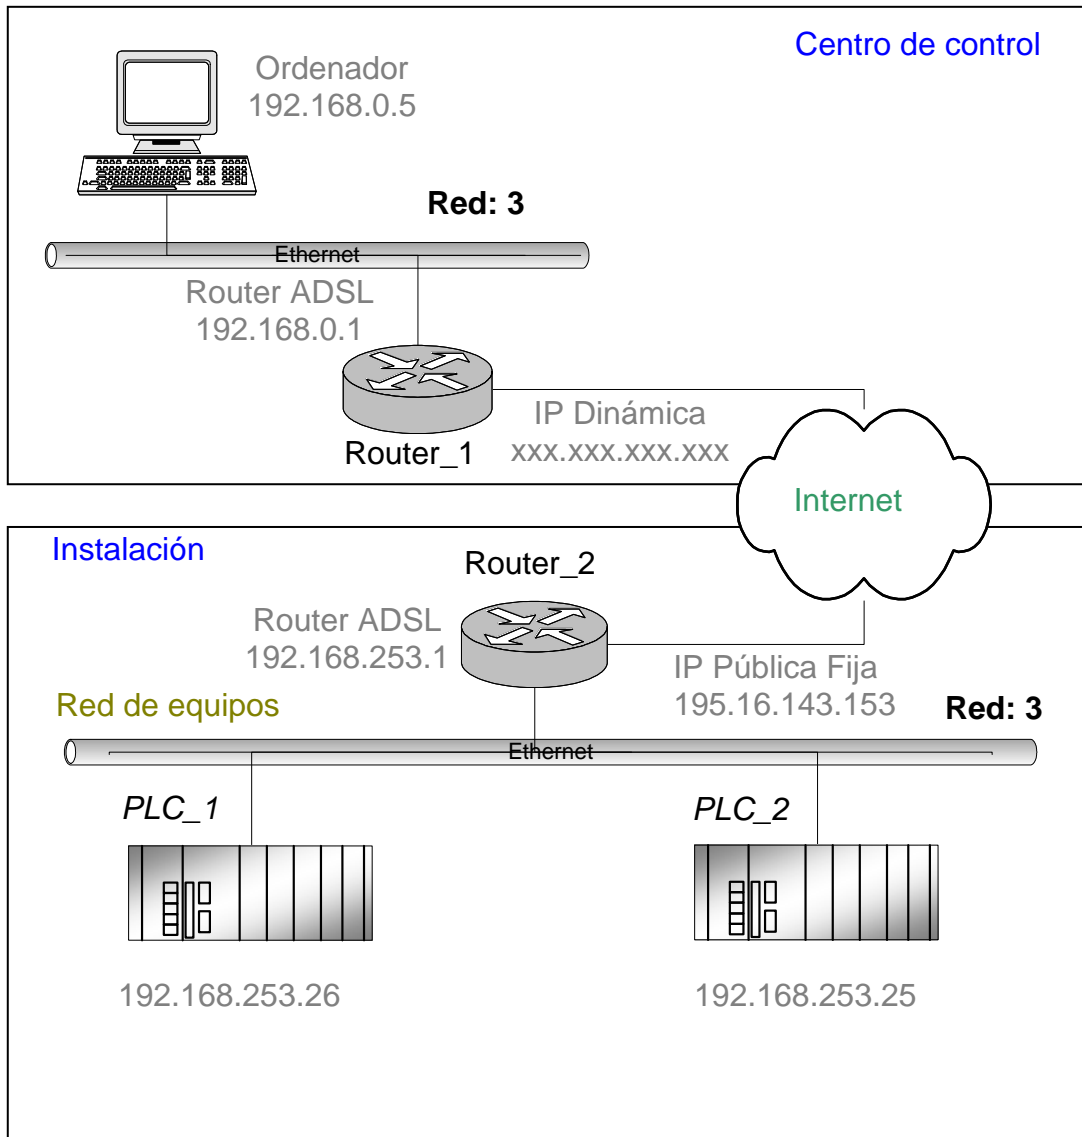 Centro de control
Ordenador
192.168.0.5
Red: 3
Ethernet
Router ADSL
192.168.0.1
Router_1
IP Dinámica
xxx.xxx.xxx.xxx
Internet
Instalación
Router_2
Router ADSL
192.168.253.1
IP Pública Fija
195.16.143.153
Red de equipos
Red: 3
Ethernet
PLC_1
PLC_2
192.168.253.26
192.168.253.25